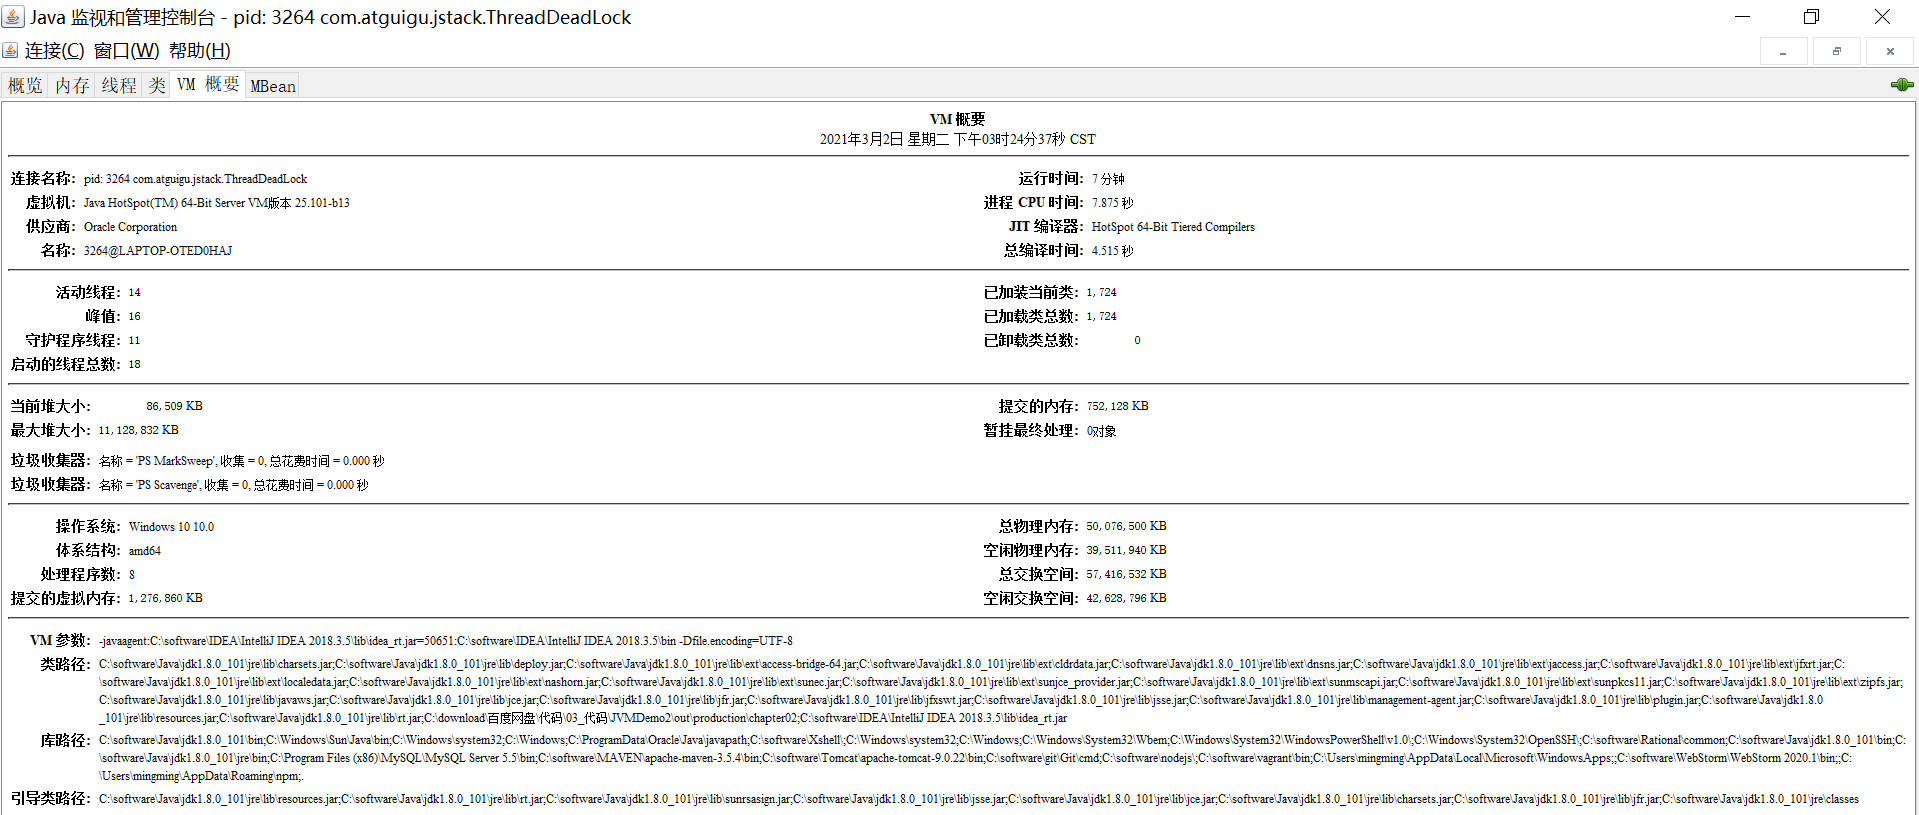 Java 监视和管理控制台 - pid: 3264 com.atguigu.jstack.ThreadDeadLock
连接(C) 窗口(W) 帮助(H)
概览 内存 线程 类 VM 概要 MBean
VM 概要
2021年3月2日 星期二 下午03时24分37秒 CST
连接名称: pid: 3264 com.atguigu.jstack.ThreadDeadLock
虚拟机: Java HotSpot(TM) 64-Bit Server VM版本 25.101-b13
供应商: Oracle Corporation
名称: 3264@LAPTOP-OTED0HAJ
运行时间: 7 分钟
进程 CPU 时间: 7.875 秒
JIT 编译器: HotSpot 64-Bit Tiered Compilers
总编译时间: 4.515 秒
活动线程: 14
峰值: 16
守护程序线程: 11
启动的线程总数: 18
已加装当前类: 1,724
已加载类总数: 1,724
已卸载类总数: 0
当前堆大小: 86,509 KB
最大堆大小: 11,128,832 KB
提交的内存: 752,128 KB
暂挂最终处理: 0对象
垃圾收集器: 名称 = 'PS MarkSweep', 收集 = 0, 总花费时间 = 0.000 秒
垃圾收集器: 名称 = 'PS Scavenge', 收集 = 0, 总花费时间 = 0.000 秒
操作系统: Windows 10 10.0
体系结构: amd64
处理程序数: 8
提交的虚拟内存: 1,276,860 KB
总物理内存: 50,076,500 KB
空闲物理内存: 39,511,940 KB
总交换空间: 57,416,532 KB
空闲交换空间: 42,628,796 KB
VM 参数: -javaagent:C:\software\IDEA\IntelliJ IDEA 2018.3.5\lib\idea_rt.jar=50651:C:\software\IDEA\IntelliJ IDEA 2018.3.5\bin -Dfile.encoding=UTF-8
类路径: C:\software\Java\jdk1.8.0_101\jre\lib\charsets.jar;C:\software\Java\jdk1.8.0_101\jre\lib\deploy.jar;C:\software\Java\jdk1.8.0_101\jre\lib\ext\access-bridge-64.jar;C:\software\Java\jdk1.8.0_101\jre\lib\ext\cldrdata.jar;C:\software\Java\jdk1.8.0_101\jre\lib\ext\dnsns.jar;C:\software\Java\jdk1.8.0_101\jre\lib\ext\jaccess.jar;C:\software\Java\jdk1.8.0_101\jre\lib\ext\jfxrt.jar;C:
\software\Java\jdk1.8.0_101\jre\lib\ext\localedata.jar;C:\software\Java\jdk1.8.0_101\jre\lib\ext\nashorn.jar;C:\software\Java\jdk1.8.0_101\jre\lib\ext\sunec.jar;C:\software\Java\jdk1.8.0_101\jre\lib\ext\sunjce_provider.jar;C:\software\Java\jdk1.8.0_101\jre\lib\ext\sunmscapi.jar;C:\software\Java\jdk1.8.0_101\jre\lib\ext\sunpkcs11.jar;C:\software\Java\jdk1.8.0_101\jre\lib\ext\zipfs.jar;
C:\software\Java\jdk1.8.0_101\jre\lib\javaws.jar;C:\software\Java\jdk1.8.0_101\jre\lib\jce.jar;C:\software\Java\jdk1.8.0_101\jre\lib\jfr.jar;C:\software\Java\jdk1.8.0_101\jre\lib\jfxswt.jar;C:\software\Java\jdk1.8.0_101\jre\lib\jsse.jar;C:\software\Java\jdk1.8.0_101\jre\lib\management-agent.jar;C:\software\Java\jdk1.8.0_101\jre\lib\plugin.jar;C:\software\Java\jdk1.8.0
_101\jre\lib\resources.jar;C:\software\Java\jdk1.8.0_101\jre\lib\rt.jar;C:\download\百度网盘\代码\03_代码\JVMDemo2\out\production\chapter02;C:\software\IDEA\IntelliJ IDEA 2018.3.5\lib\idea_rt.jar
库路径: C:\software\Java\jdk1.8.0_101\bin;C:\Windows\Sun\Java\bin;C:\Windows\system32;C:\Windows;C:\ProgramData\Oracle\Java\javapath;C:\software\Xshell\;C:\Windows\system32;C:\Windows;C:\Windows\System32\Wbem;C:\Windows\System32\WindowsPowerShell\v1.0\;C:\Windows\System32\OpenSSH\;C:\software\Rational\common;C:\software\Java\jdk1.8.0_101\bin;C:
\software\Java\jdk1.8.0_101\jre\bin;C:\Program Files (x86)\MySQL\MySQL Server 5.5\bin;C:\software\MAVEN\apache-maven-3.5.4\bin;C:\software\Tomcat\apache-tomcat-9.0.22\bin;C:\software\git\Git\cmd;C:\software\nodejs\;C:\software\vagrant\bin;C:\Users\mingming\AppData\Local\Microsoft\WindowsApps;;C:\software\WebStorm\WebStorm 2020.1\bin;;C:
\Users\mingming\AppData\Roaming\npm;.
引导类路径: C:\software\Java\jdk1.8.0_101\jre\lib\resources.jar;C:\software\Java\jdk1.8.0_101\jre\lib\rt.jar;C:\software\Java\jdk1.8.0_101\jre\lib\sunrsasign.jar;C:\software\Java\jdk1.8.0_101\jre\lib\jsse.jar;C:\software\Java\jdk1.8.0_101\jre\lib\jce.jar;C:\software\Java\jdk1.8.0_101\jre\lib\charsets.jar;C:\software\Java\jdk1.8.0_101\jre\lib\jfr.jar;C:\software\Java\jdk1.8.0_101\jre\classes